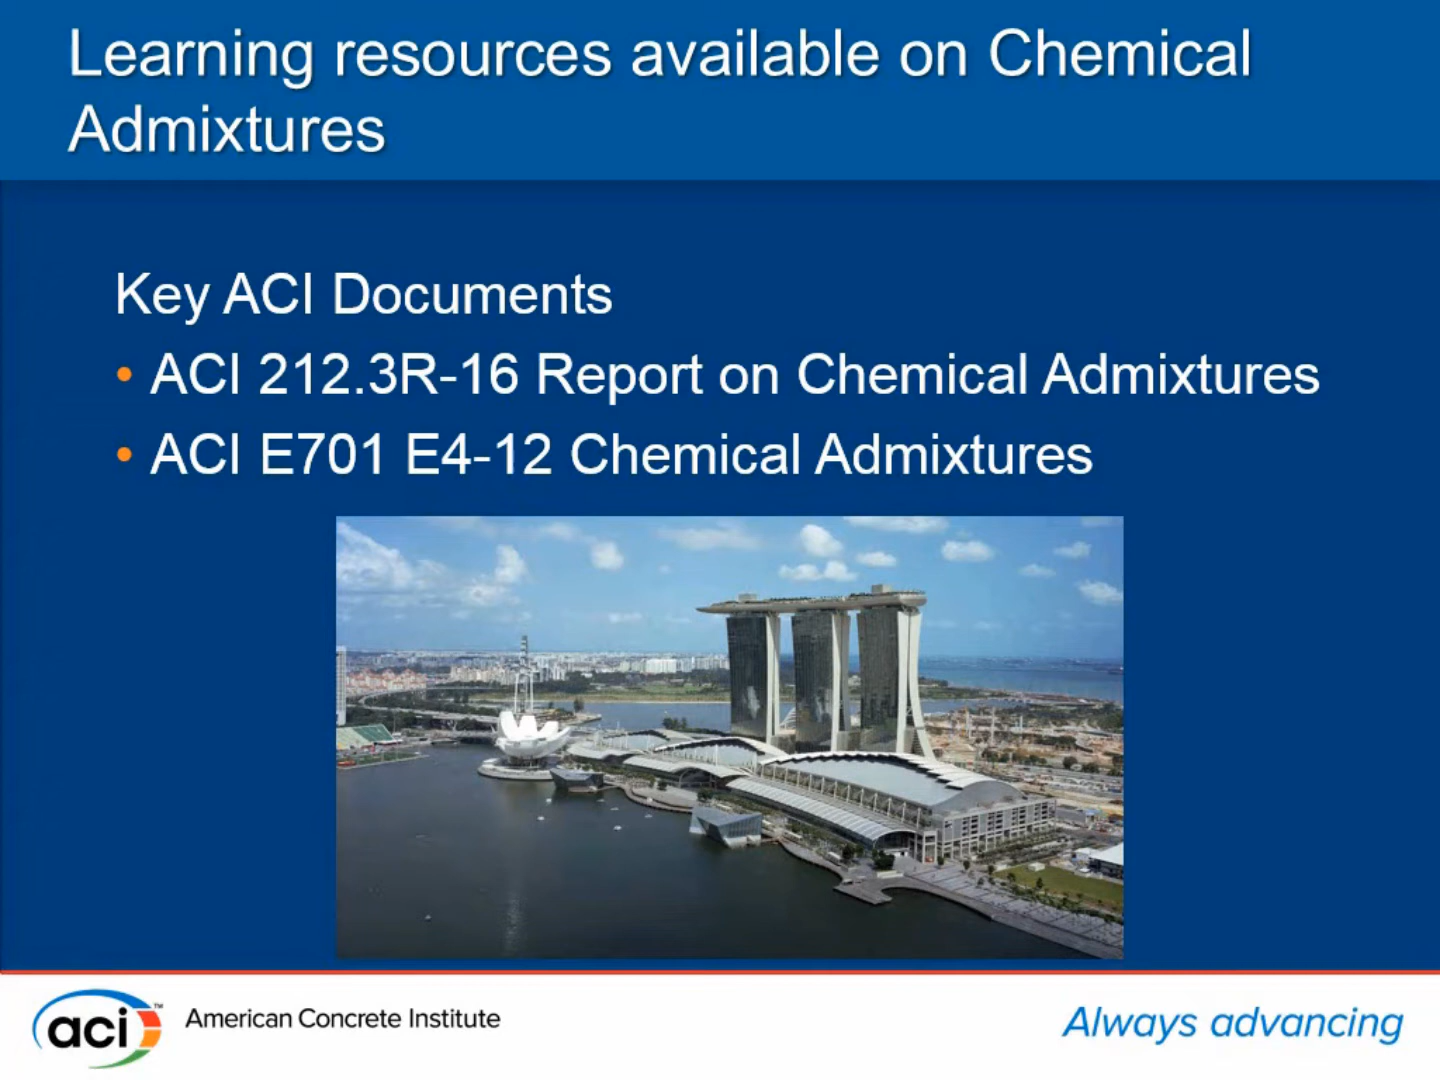 Learning resources available on Chemical
Admixtures
Key ACI Documents
• ACI 212.3R-16 Report on Chemical Admixtures
• ACI E701 E4-12 Chemical Admixtures
aci™
American Concrete Institute
Always advancing